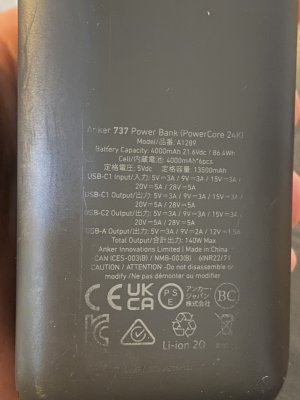 Anker 737 Power Bank (PowerCore 24K)
Model/品番: A1289
Battery Capacity: 4000mAh 21.6Vdc / 86.4Wh
Cell/内蔵電池: 4000mAh*6pcs
定格電圧: 5Vdc 定格容量: 13500mAh
USB-C1 Input/入力: 5V⎓3A / 9V⎓3A / 15V⎓3A /
20V⎓5A / 28V⎓5A
USB-C1 Output/出力: 5V⎓3A / 9V⎓3A / 15V⎓3A /
20V⎓5A / 28V⎓5A
USB-C2 Output/出力: 5V⎓3A / 9V⎓3A / 15V⎓3A /
20V⎓5A / 28V⎓5A
USB-A Output/出力: 5V⎓3A / 9V⎓2A / 12V⎓1.5A
Total Output/合計出力: 140W Max
Anker Innovations Limited | Made in China
CAN ICES-003(B) / NMB-003(B) 6INR22/71
CAUTION / ATTENTION -Do not disassemble or
modify /Ne pas démonter ou modifier
CE UK CA PSE アンカー・ジャパン株式会社 BC
Li-ion 20